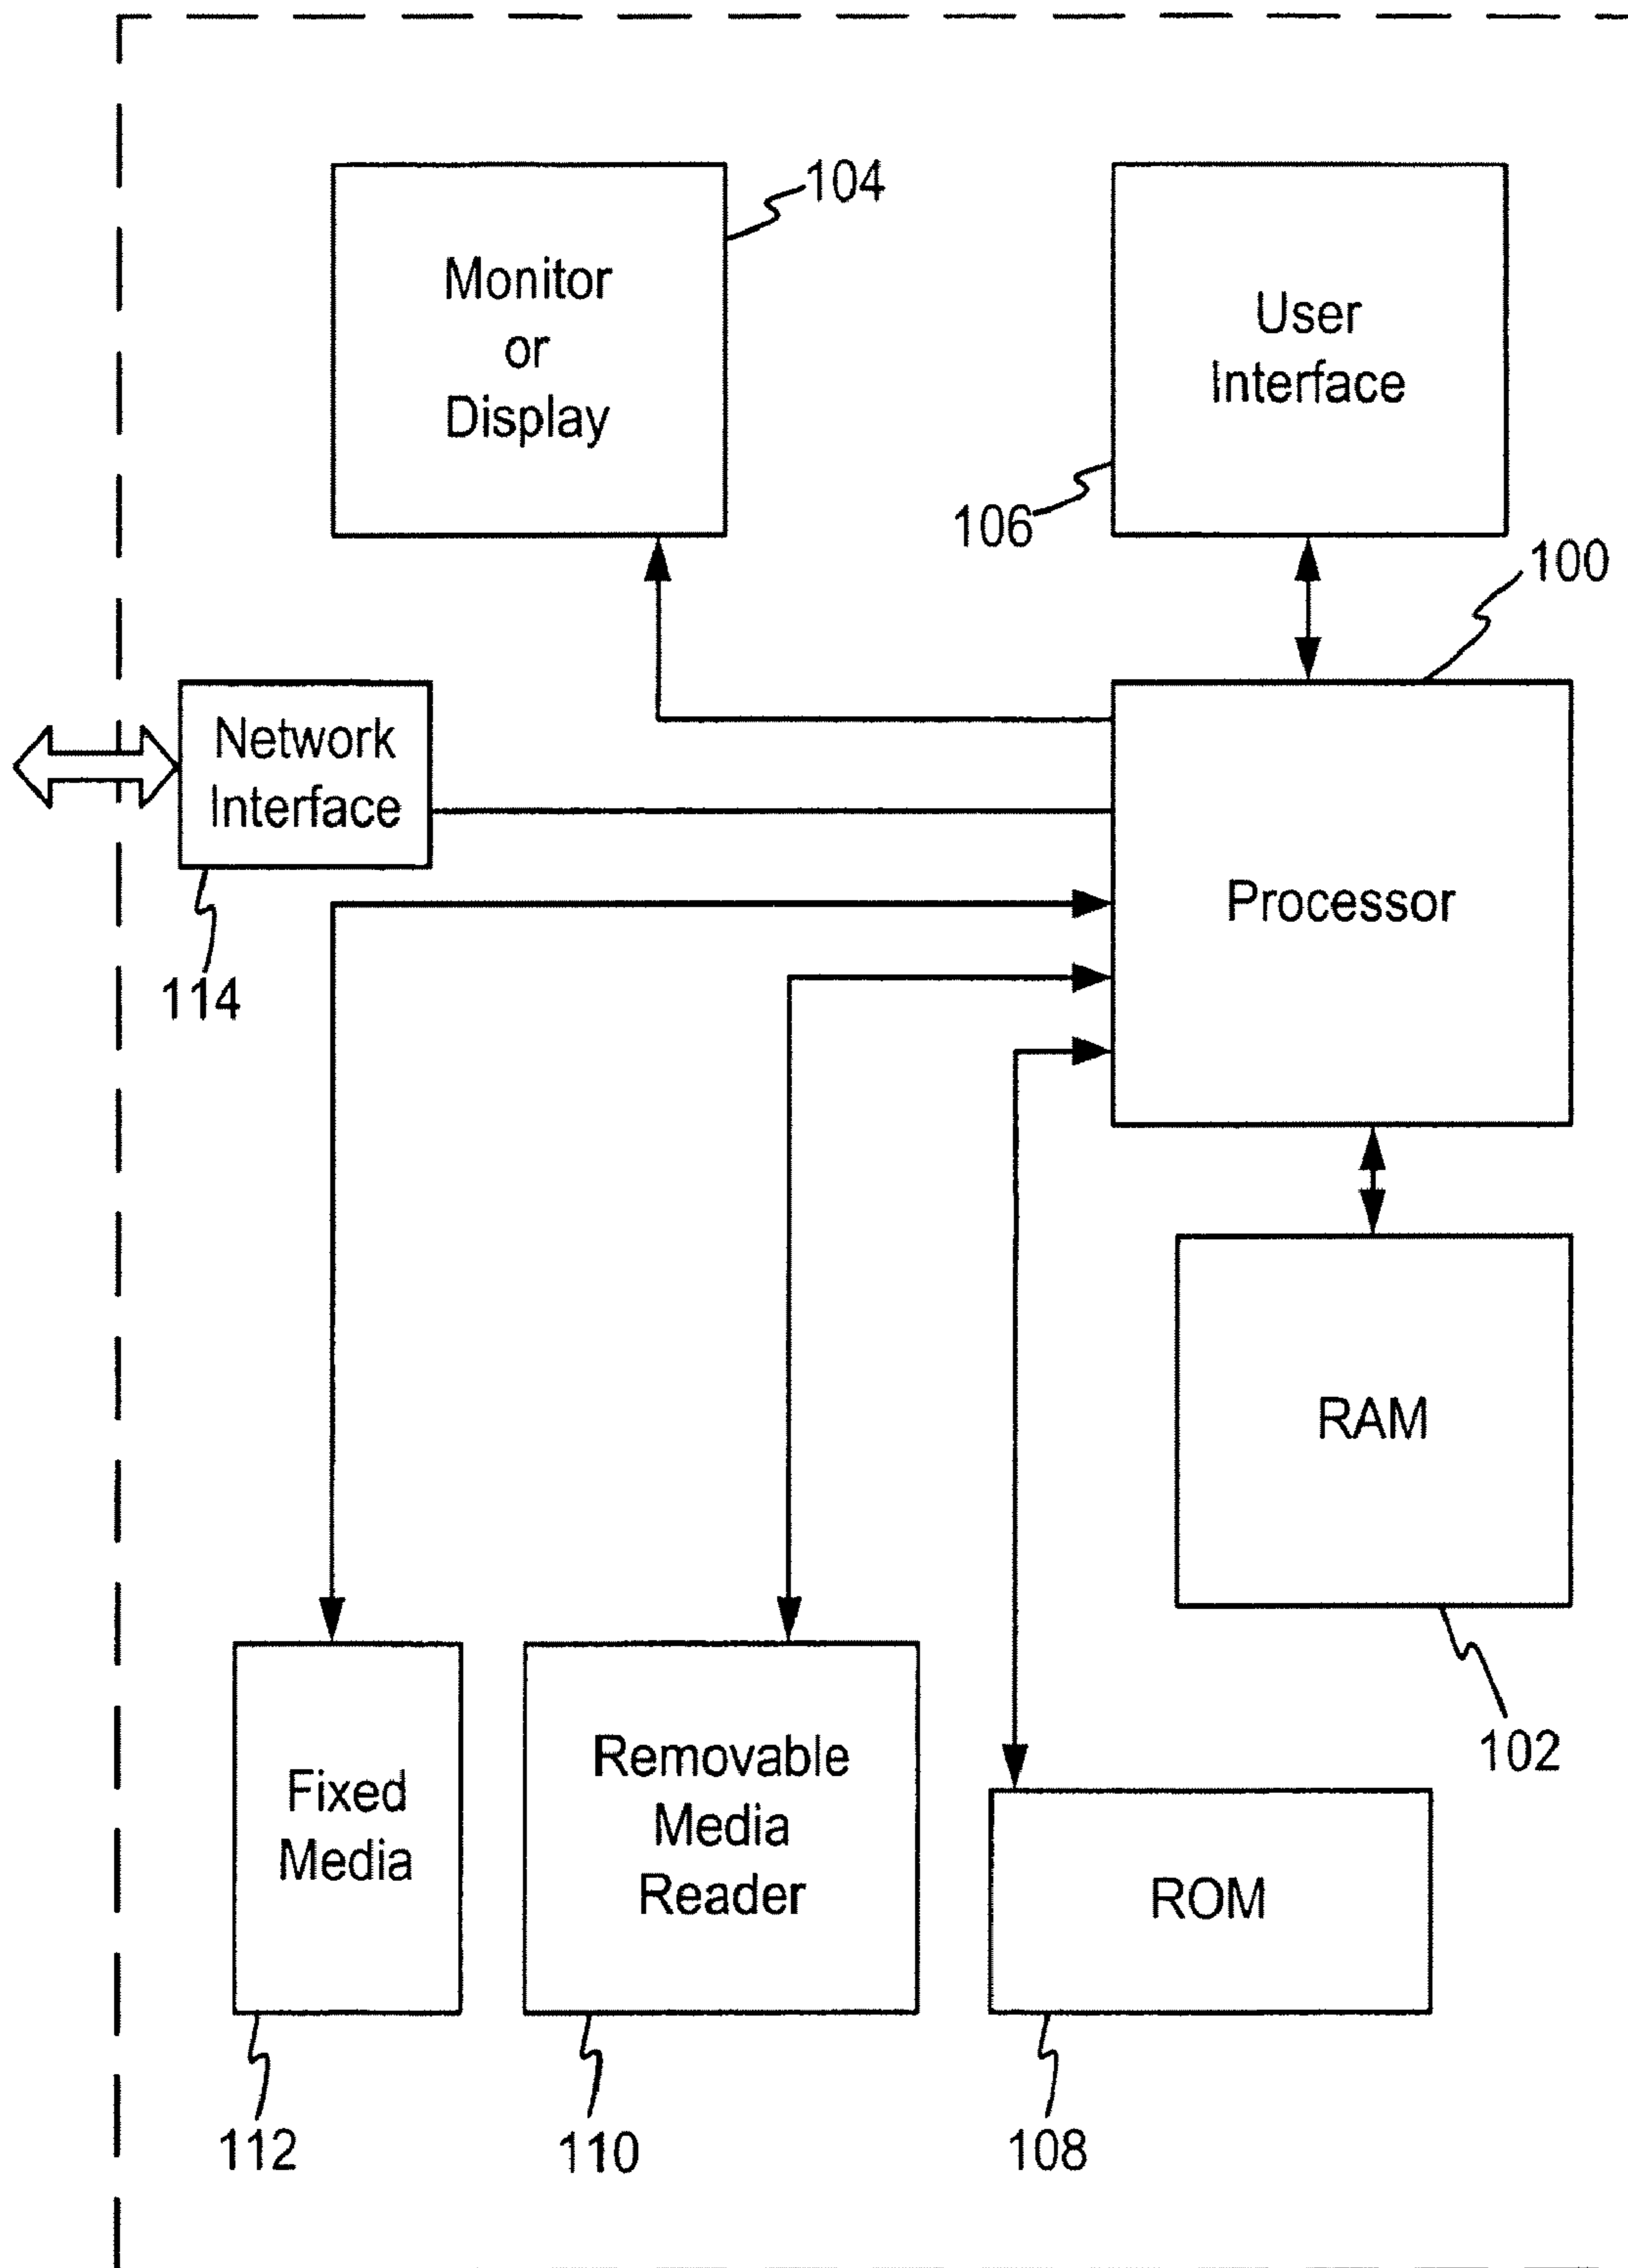 104
Monitor
or
Display
User
Interface
106
100
Network
Interface
Processor
114
RAM
102
Fixed
Media
Removable
Media
Reader
ROM
112
110
108